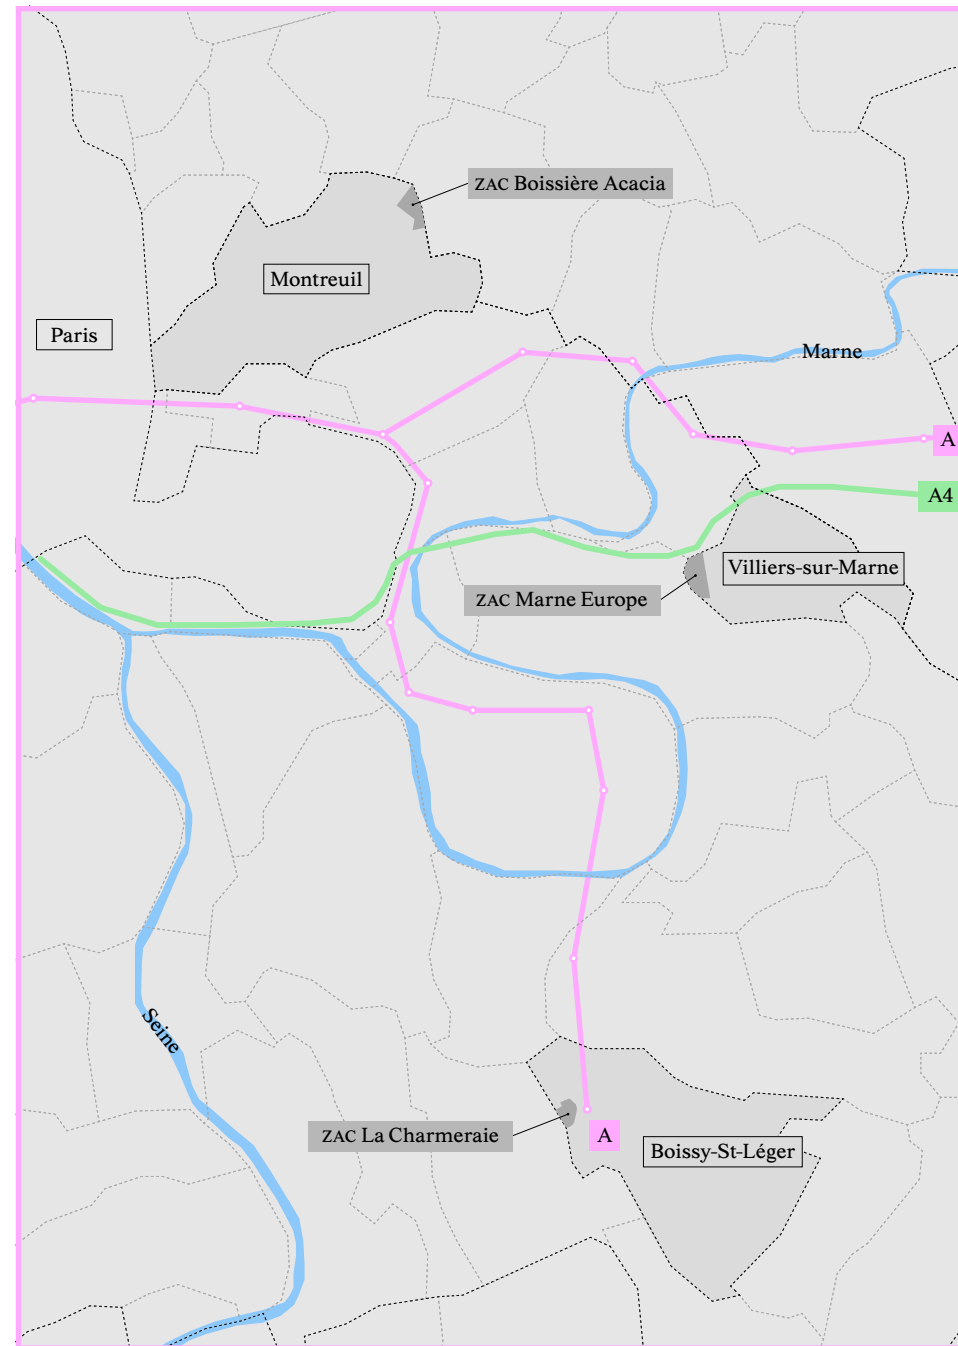 ZAC Boissière Acacia
Montreuil
Paris
Marne
A
A4
Villiers-sur-Marne
ZAC Marne Europe
Seine
ZAC La Charmeraie
A
Boissy-St-Léger